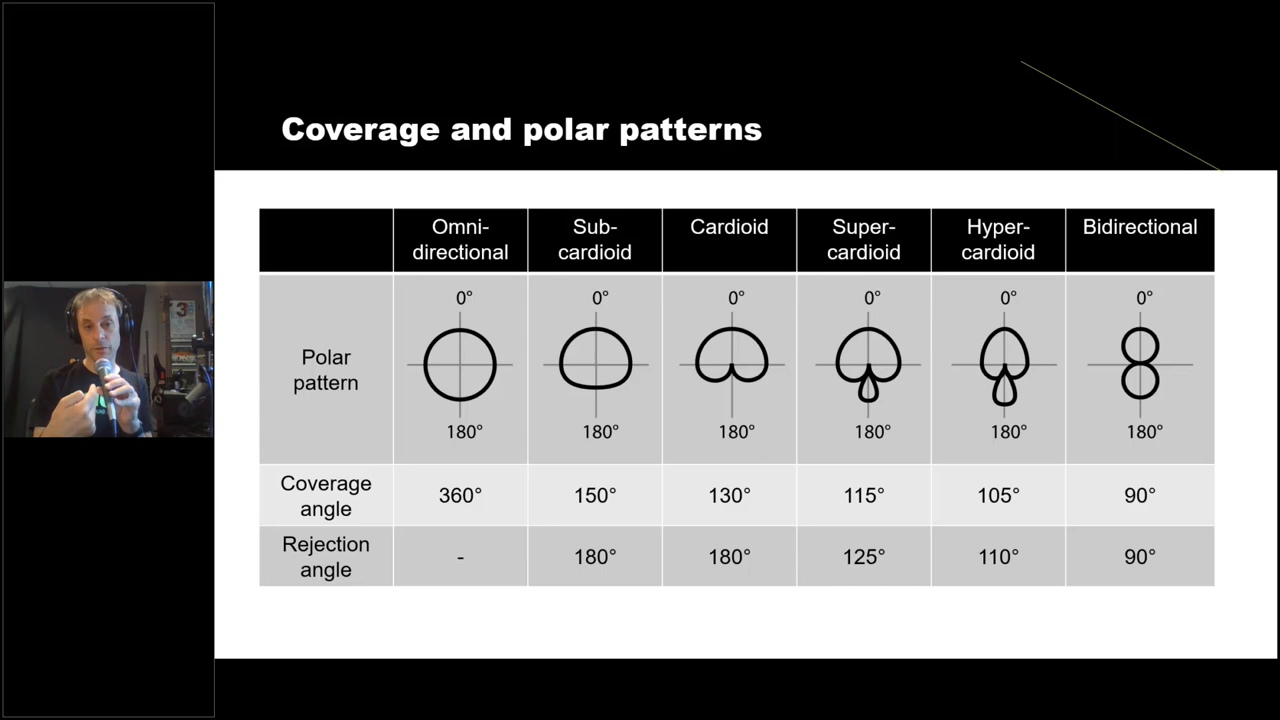 Coverage and polar patterns
Omni-
directional
Sub-
cardioid
Cardioid
Super-
cardioid
Hyper-
cardioid
Bidirectional
Polar
pattern
0°
180°
0°
180°
0°
180°
0°
180°
0°
180°
0°
180°
Coverage
angle
360°
150°
130°
115°
105°
90°
Rejection
angle
-
180°
180°
125°
110°
90°
3